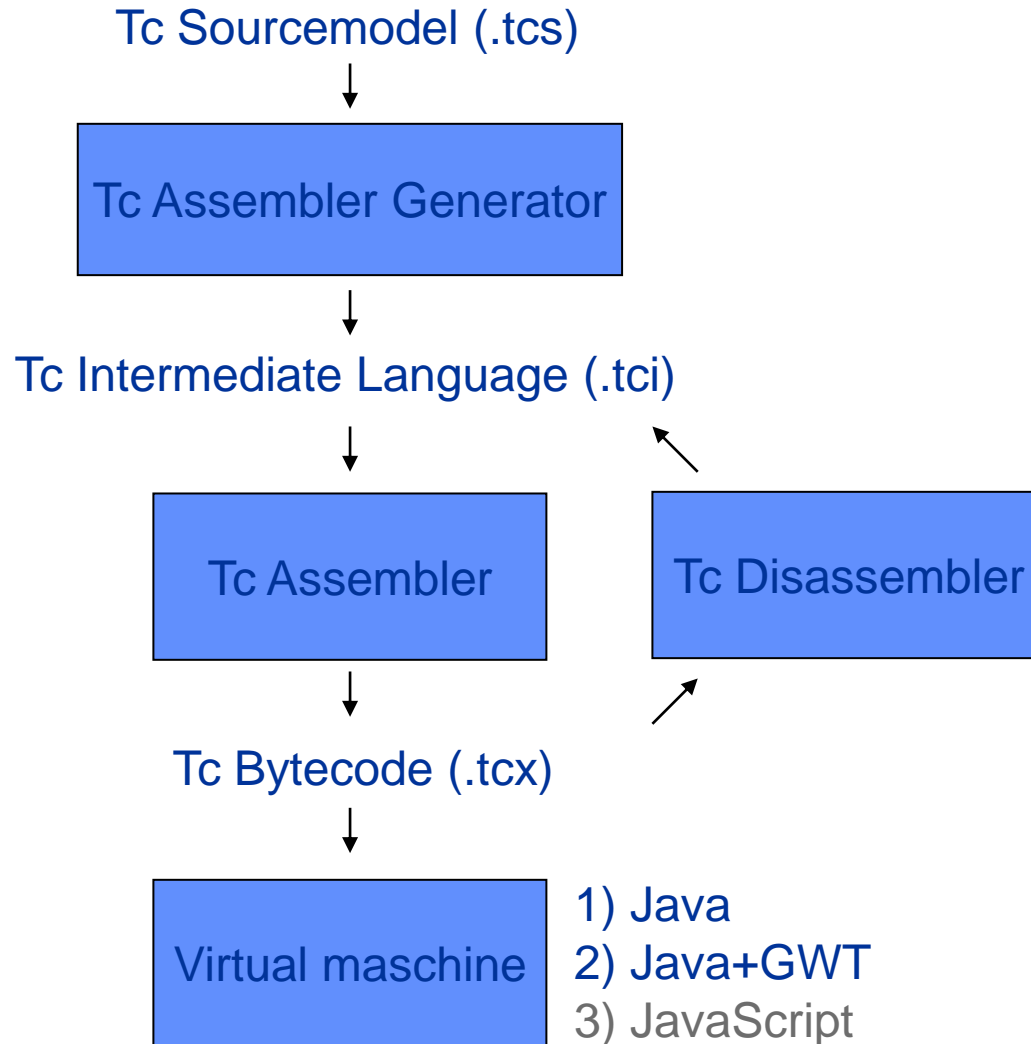 Tc Sourcemodel (.tcs)
Tc Assembler Generator
Tc Intermediate Language (.tci)
Tc Assembler
Tc Disassembler
Tc Bytecode (.tcx)
Virtual maschine
1) Java
2) Java+GWT
3) JavaScript